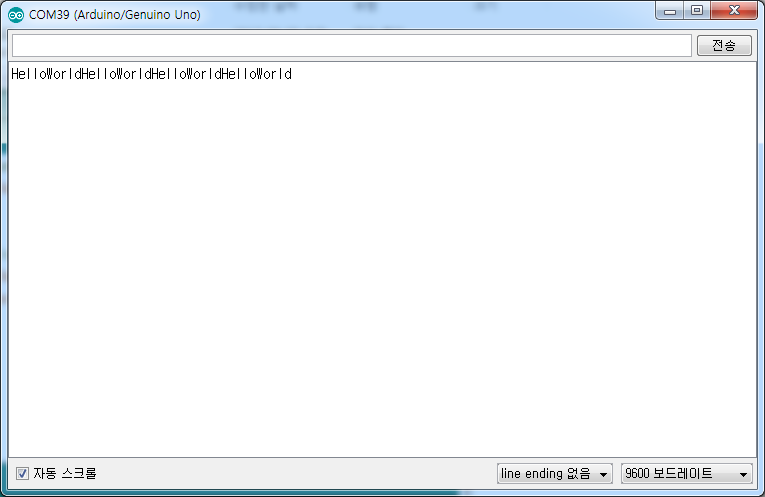 COM39 (Arduino/Genuino Uno)
전송
HelloWorldHelloWorldHelloWorldHelloWorld
자동 스크롤
line ending 없음
9600 보드레이트